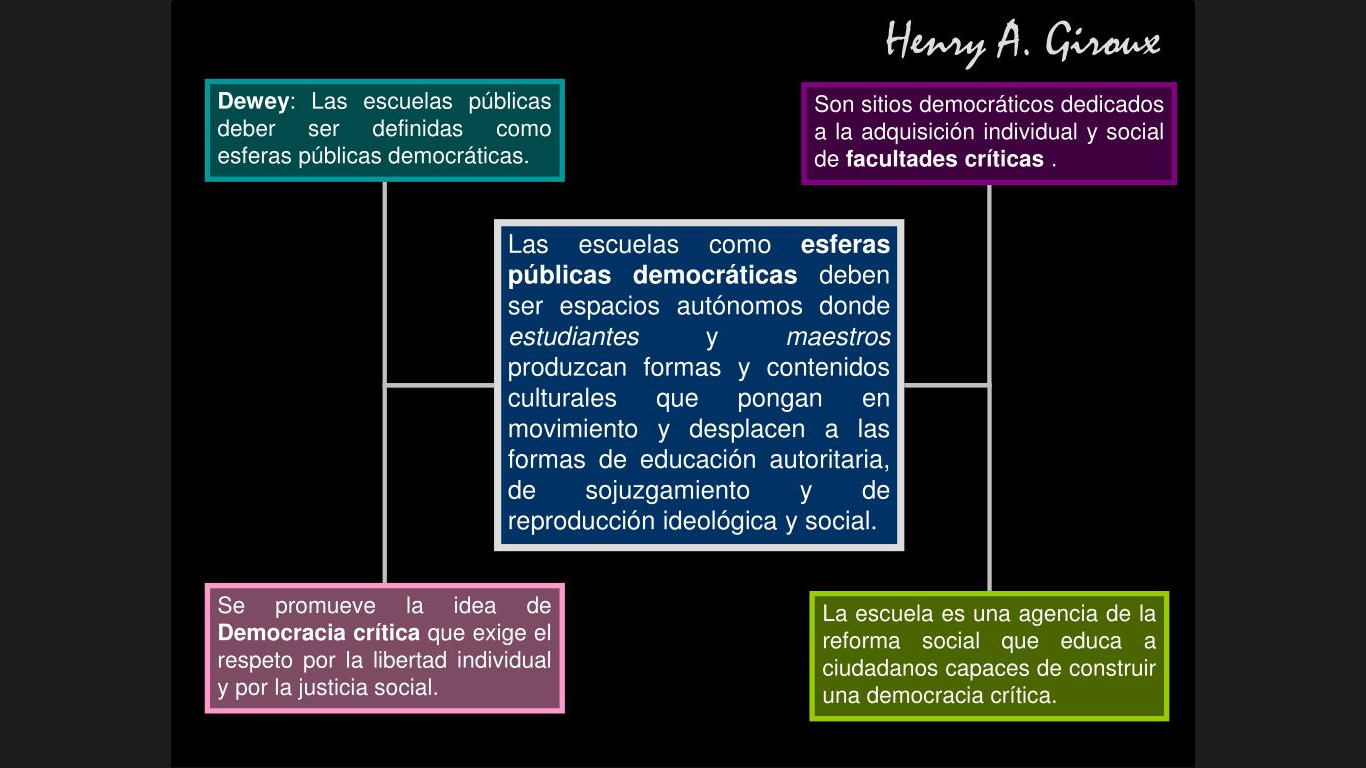 Henry A. Giroux
Dewey: Las escuelas públicas
deber ser definidas como
esferas públicas democráticas.
Son sitios democráticos dedicados
a la adquisición individual y social
de facultades críticas .
Las escuelas como esferas
públicas democráticas deben
ser espacios autónomos donde
estudiantes y maestros
produzcan formas y contenidos
culturales que pongan en
movimiento y desplacen a las
formas de educación autoritaria,
de sojuzgamiento y de
reproducción ideológica y social.
Se promueve la idea de
Democracia crítica que exige el
respeto por la libertad individual
y por la justicia social.
La escuela es una agencia de la
reforma social que educa a
ciudadanos capaces de construir
una democracia crítica.